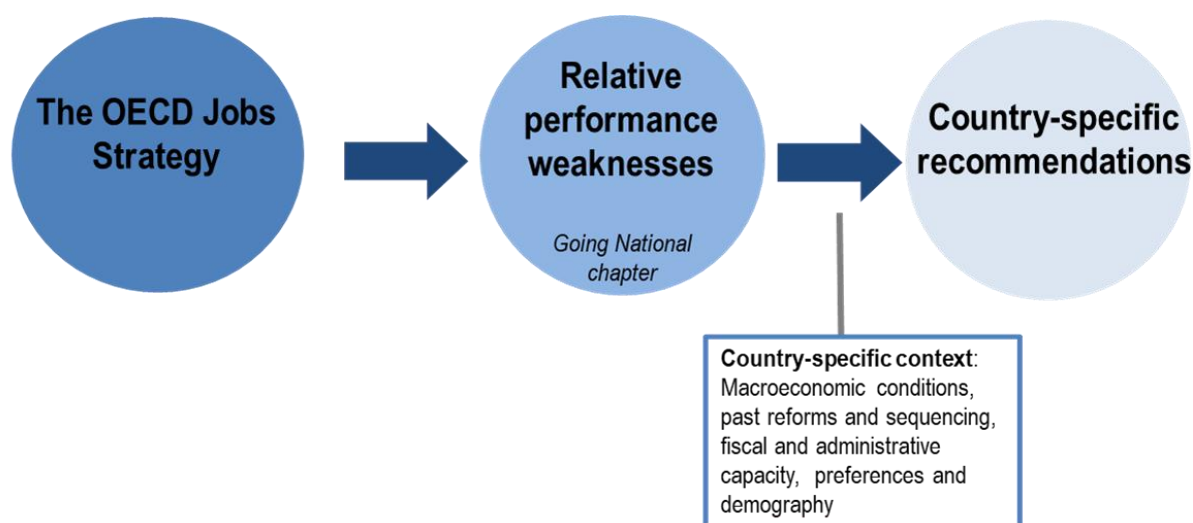 The OECD Jobs
Strategy
Relative
performance
weaknesses
Going National
chapter
Country-specific
recommendations
Country-specific context:
Macroeconomic conditions,
past reforms and sequencing,
fiscal and administrative
capacity, preferences and
demography